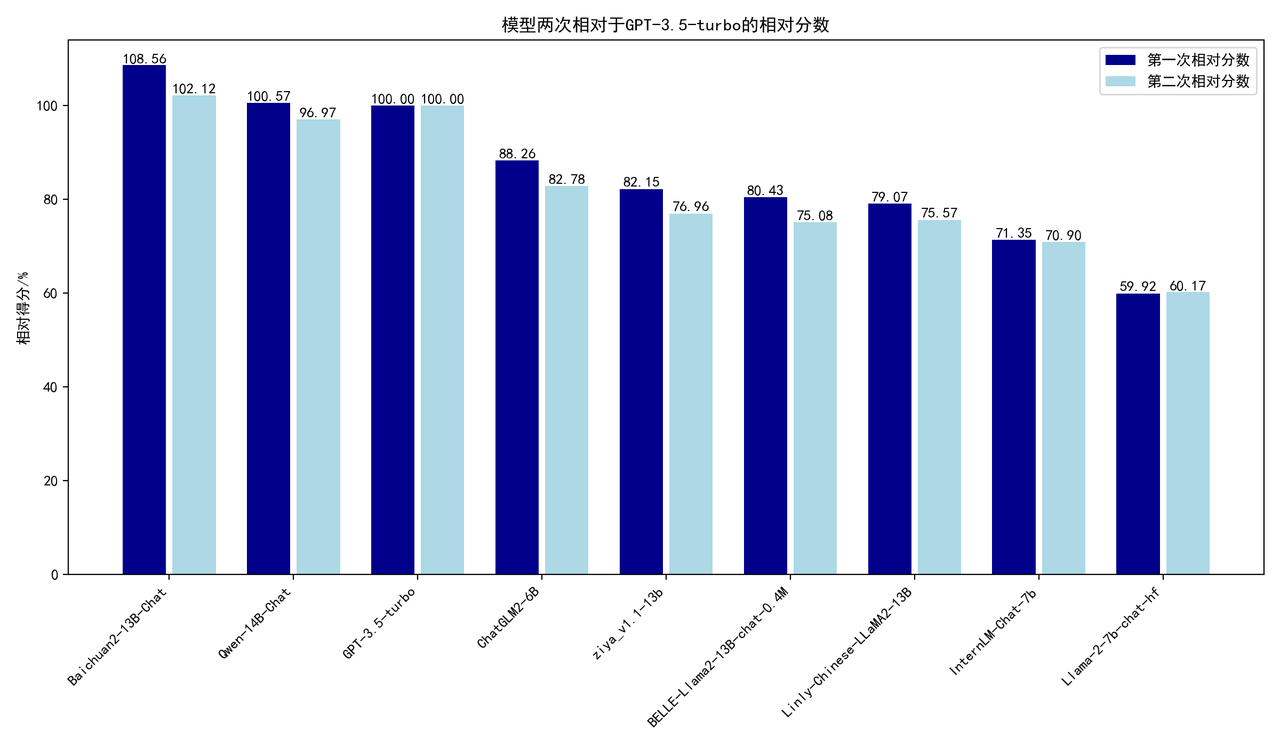 模型两次相对于GPT-3.5-turbo的相对分数
第一次相对分数
第二次相对分数
相对得分/%
100
80
60
40
20
0
108.56
102.12
100.57
96.97
100.00
100.00
88.26
82.78
82.15
76.96
80.43
75.08
79.07
75.57
71.35
70.90
59.92
60.17
Baichuan2-13B-Chat
Qwen-14B-Chat
GPT-3.5-turbo
ChatGLM2-6B
ziya_v1.1-13b
BELLE-Llama2-13B-chat-0.4M
Linly-Chinese-LLaMA2-13B
InternLM-Chat-7b
Llama-2-7b-chat-hf